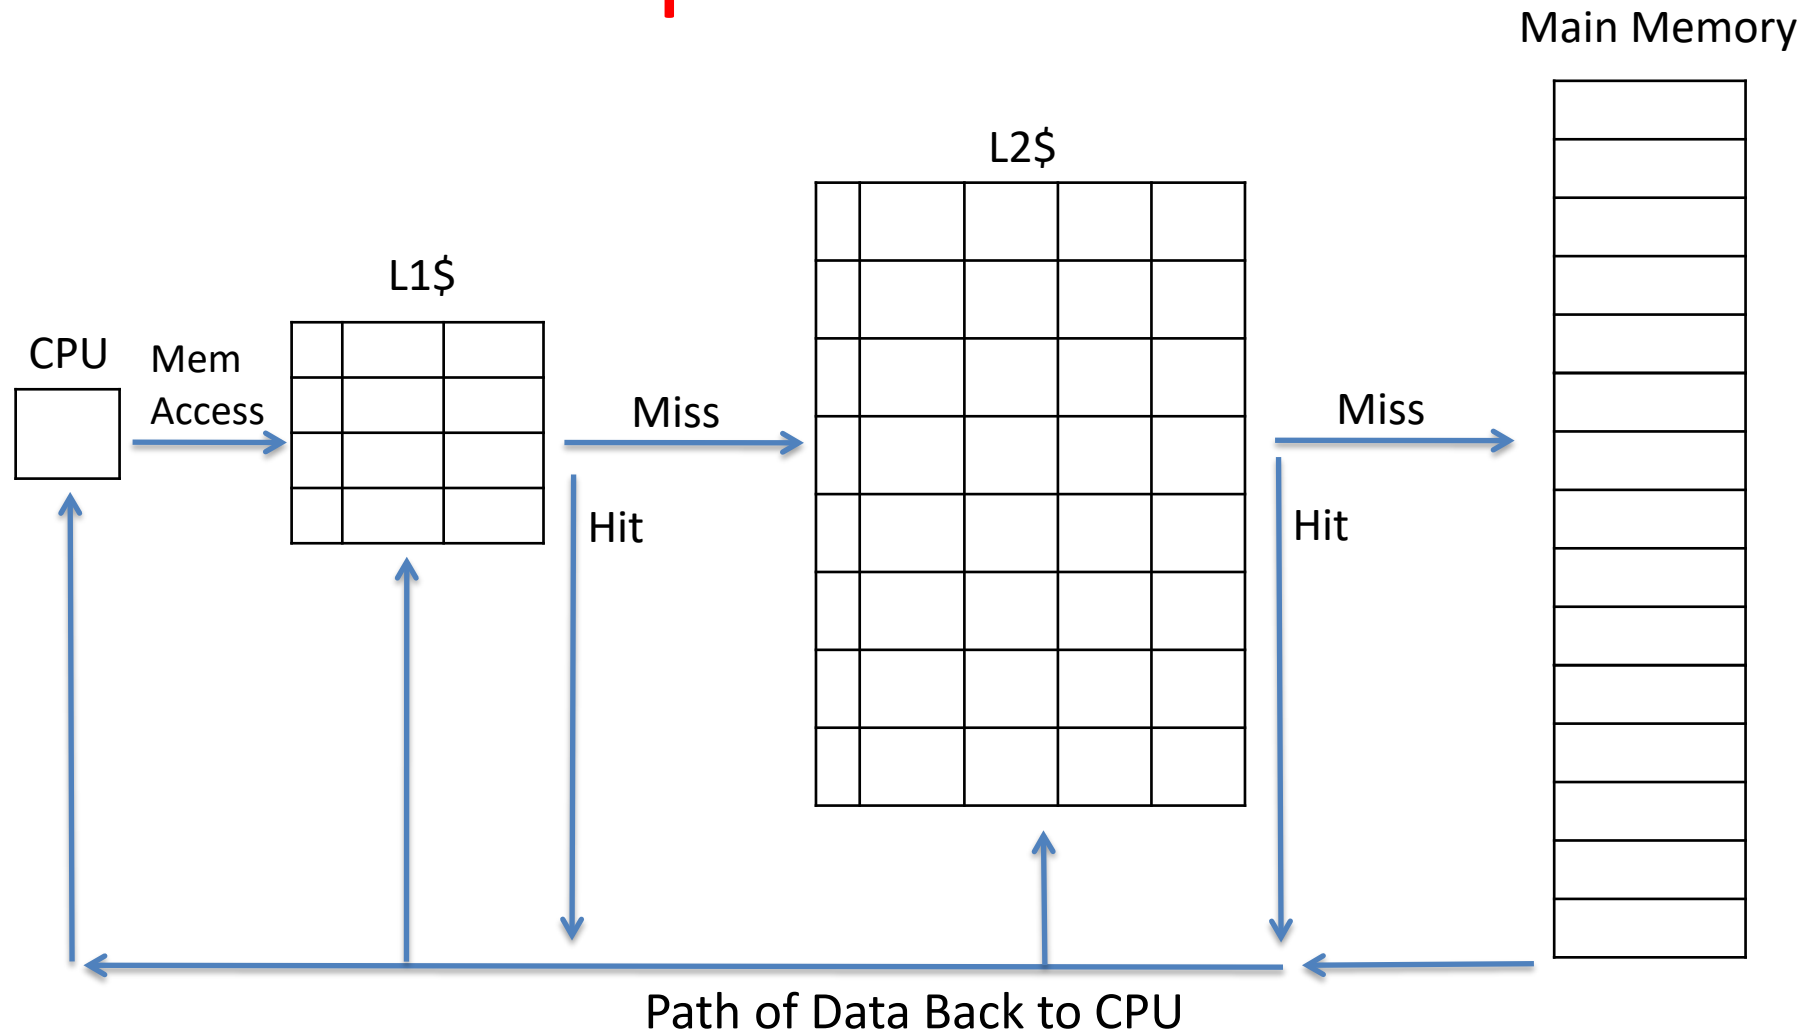 Main Memory
L2$
L1$
CPU
Mem
Access
Miss
Miss
Hit
Hit
Path of Data Back to CPU